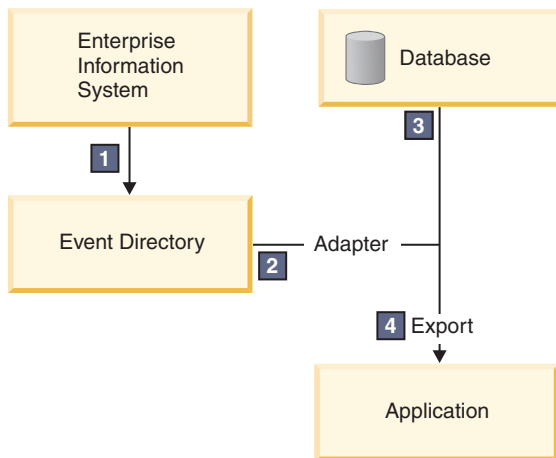 Enterprise
Information
System
Database
1
3
Event Directory
2
Adapter
4
Export
Application